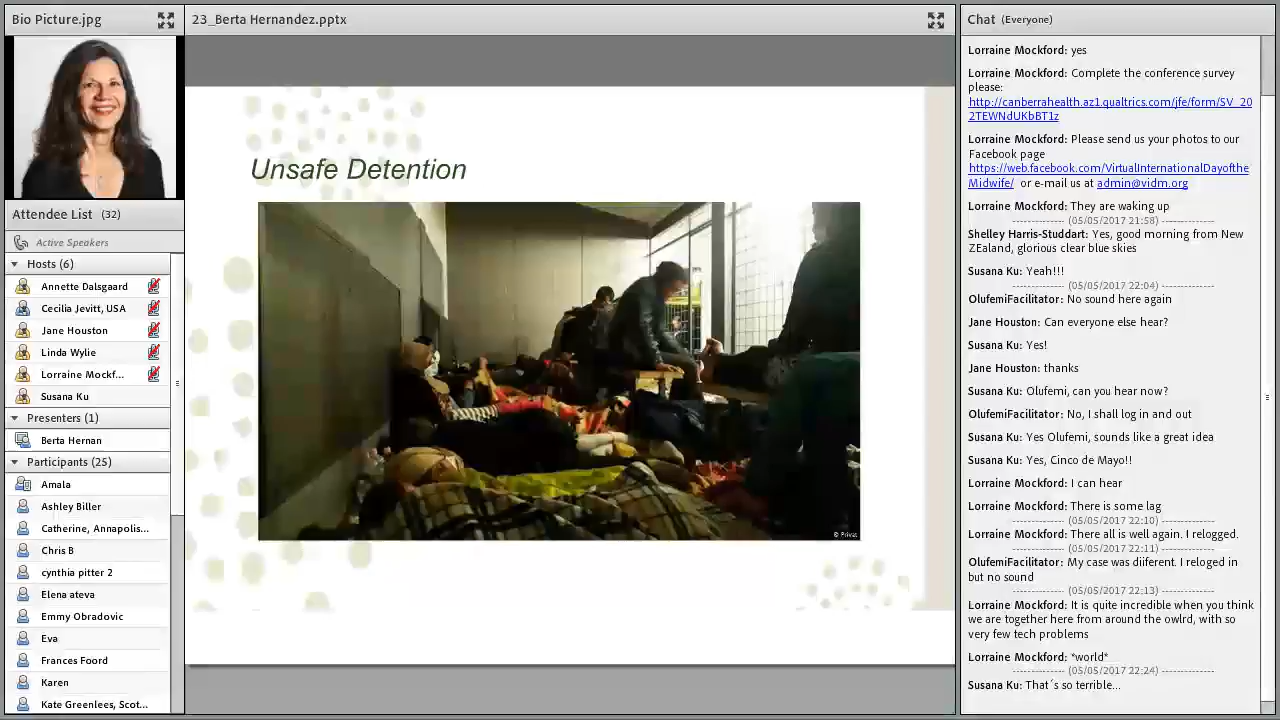 Bio Picture.jpg
Attendee List (32)
Active Speakers
Hosts (6)
Annette Dalsgaard
Cecilia Jevitt, USA
Jane Houston
Linda Wylie
Lorraine Mockf...
Susana Ku
Presenters (1)
Berta Hernan
Participants (25)
Amala
Ashley Biller
Catherine, Annapolis...
Chris B
cynthia pitter 2
Elena ateva
Emmy Obradovic
Eva
Frances Foord
Karen
Kate Greenlees, Scot...
23_Berta Hernandez.pptx
Unsafe Detention
© Privat
Chat (Everyone)
Lorraine Mockford: yes
Lorraine Mockford: Complete the conference survey
please:
http://canberrahealth.az1.qualtrics.com/jfe/form/SV_20
2TEWNdUKbBT1z
Lorraine Mockford: Please send us your photos to our
Facebook page
https://web.facebook.com/VirtualInternationalDayofthe
Midwife/ or e-mail us at admin@vidm.org
Lorraine Mockford: They are waking up
---------------- (05/05/2017 21:58) ----------------
Shelley Harris-Studdart: Yes, good morning from New
ZEaland, glorious clear blue skies
Susana Ku: Yeah!!!
---------------- (05/05/2017 22:04) ----------------
OlufemiFacilitator: No sound here again
Jane Houston: Can everyone else hear?
Susana Ku: Yes!
Jane Houston: thanks
Susana Ku: Olufemi, can you hear now?
OlufemiFacilitator: No, I shall log in and out
Susana Ku: Yes Olufemi, sounds like a great idea
Susana Ku: Yes, Cinco de Mayo!!
Lorraine Mockford: I can hear
Lorraine Mockford: There is some lag
---------------- (05/05/2017 22:10) ----------------
Lorraine Mockford: There all is well again. I relogged.
---------------- (05/05/2017 22:11) ----------------
OlufemiFacilitator: My case was diiferent. I reloged in
but no sound
---------------- (05/05/2017 22:13) ----------------
Lorraine Mockford: It is quite incredible when you think
we are together here from around the owlrd, with so
very few tech problems
Lorraine Mockford: *world*
---------------- (05/05/2017 22:24) ----------------
Susana Ku: That´s so terrible...